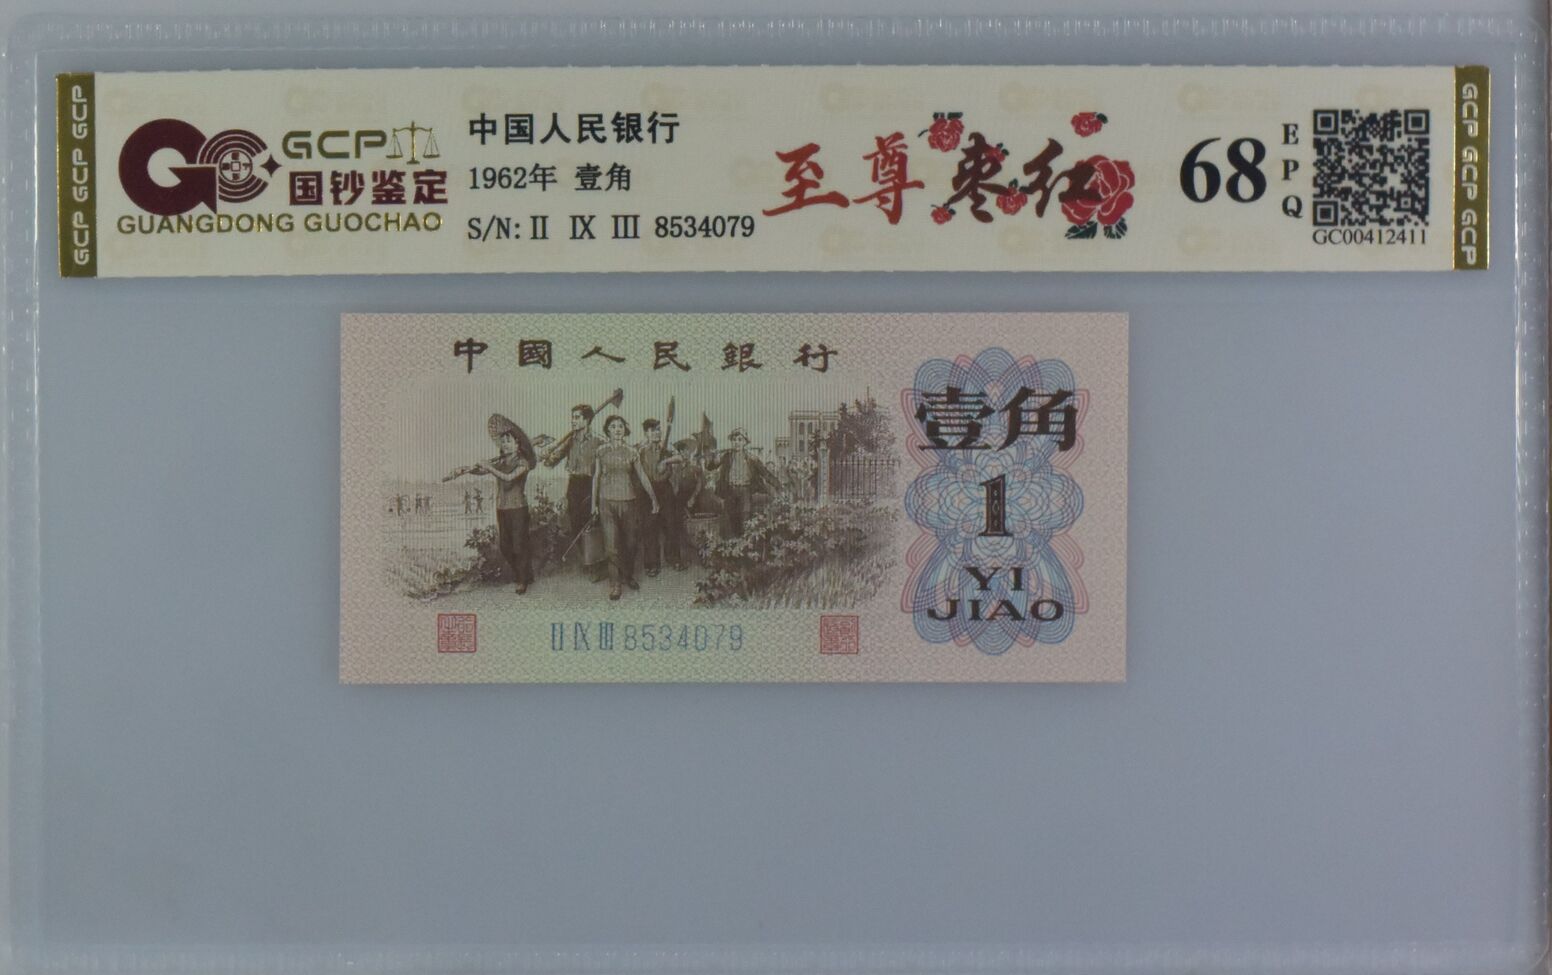 GCP GCP GCP
GCP
国钞鉴定
GUANGDONG GUOCHAO
中国人民银行
1962年 壹角
S/N: II IX III 8534079
至尊枣红
68
EPQ
GC00412411
GCP GCP GCP
中國人民銀行
壹角
1
YI
JIAO
II IX III 8534079